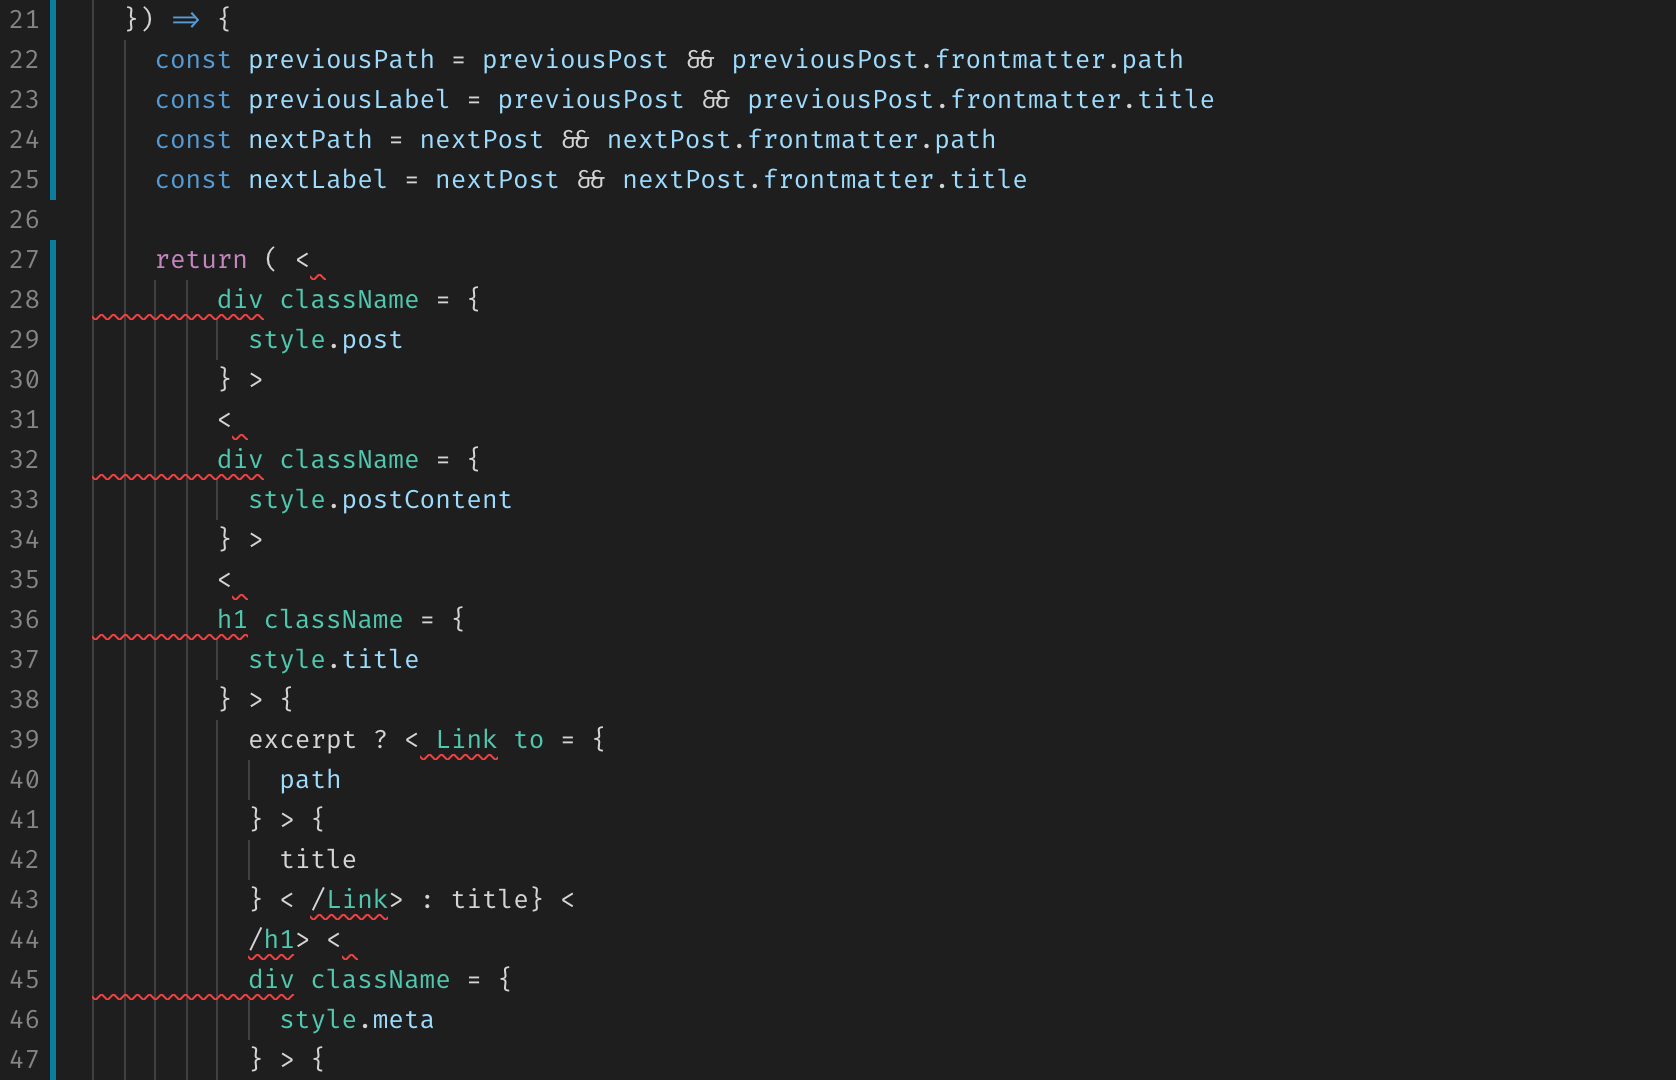 21 }) => {
22 const previousPath = previousPost && previousPost.frontmatter.path
23 const previousLabel = previousPost && previousPost.frontmatter.title
24 const nextPath = nextPost && nextPost.frontmatter.path
25 const nextLabel = nextPost && nextPost.frontmatter.title
26
27 return ( <
28 div className = {
29 style.post
30 } >
31 <
32 div className = {
33 style.postContent
34 } >
35 <
36 h1 className = {
37 style.title
38 } > {
39 excerpt ? < Link to = {
40 path
41 } > {
42 title
43 } < /Link> : title} <
44 /h1> <
45 div className = {
46 style.meta
47 } > {